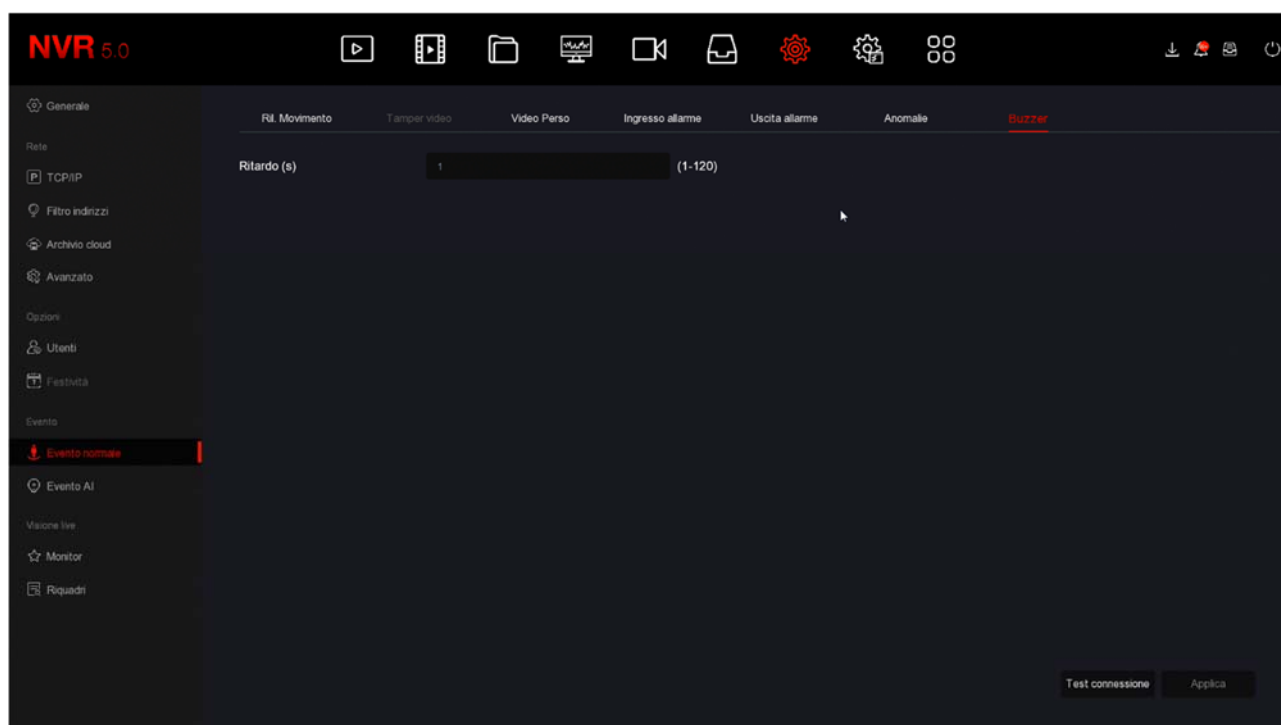 NVR 5.0
Generale
Rete
TCP/IP
Filtro indirizzi
Archivio cloud
Avanzato
Opzioni
Utenti
Festività
Evento
Evento normale
Evento AI
Visione live
Monitor
Riquadri
Ril. Movimento Tamper video Video Perso Ingresso allarme Uscita allarme Anomalie Buzzer
Ritardo (s) 1 (1-120)
Test connessione Applica